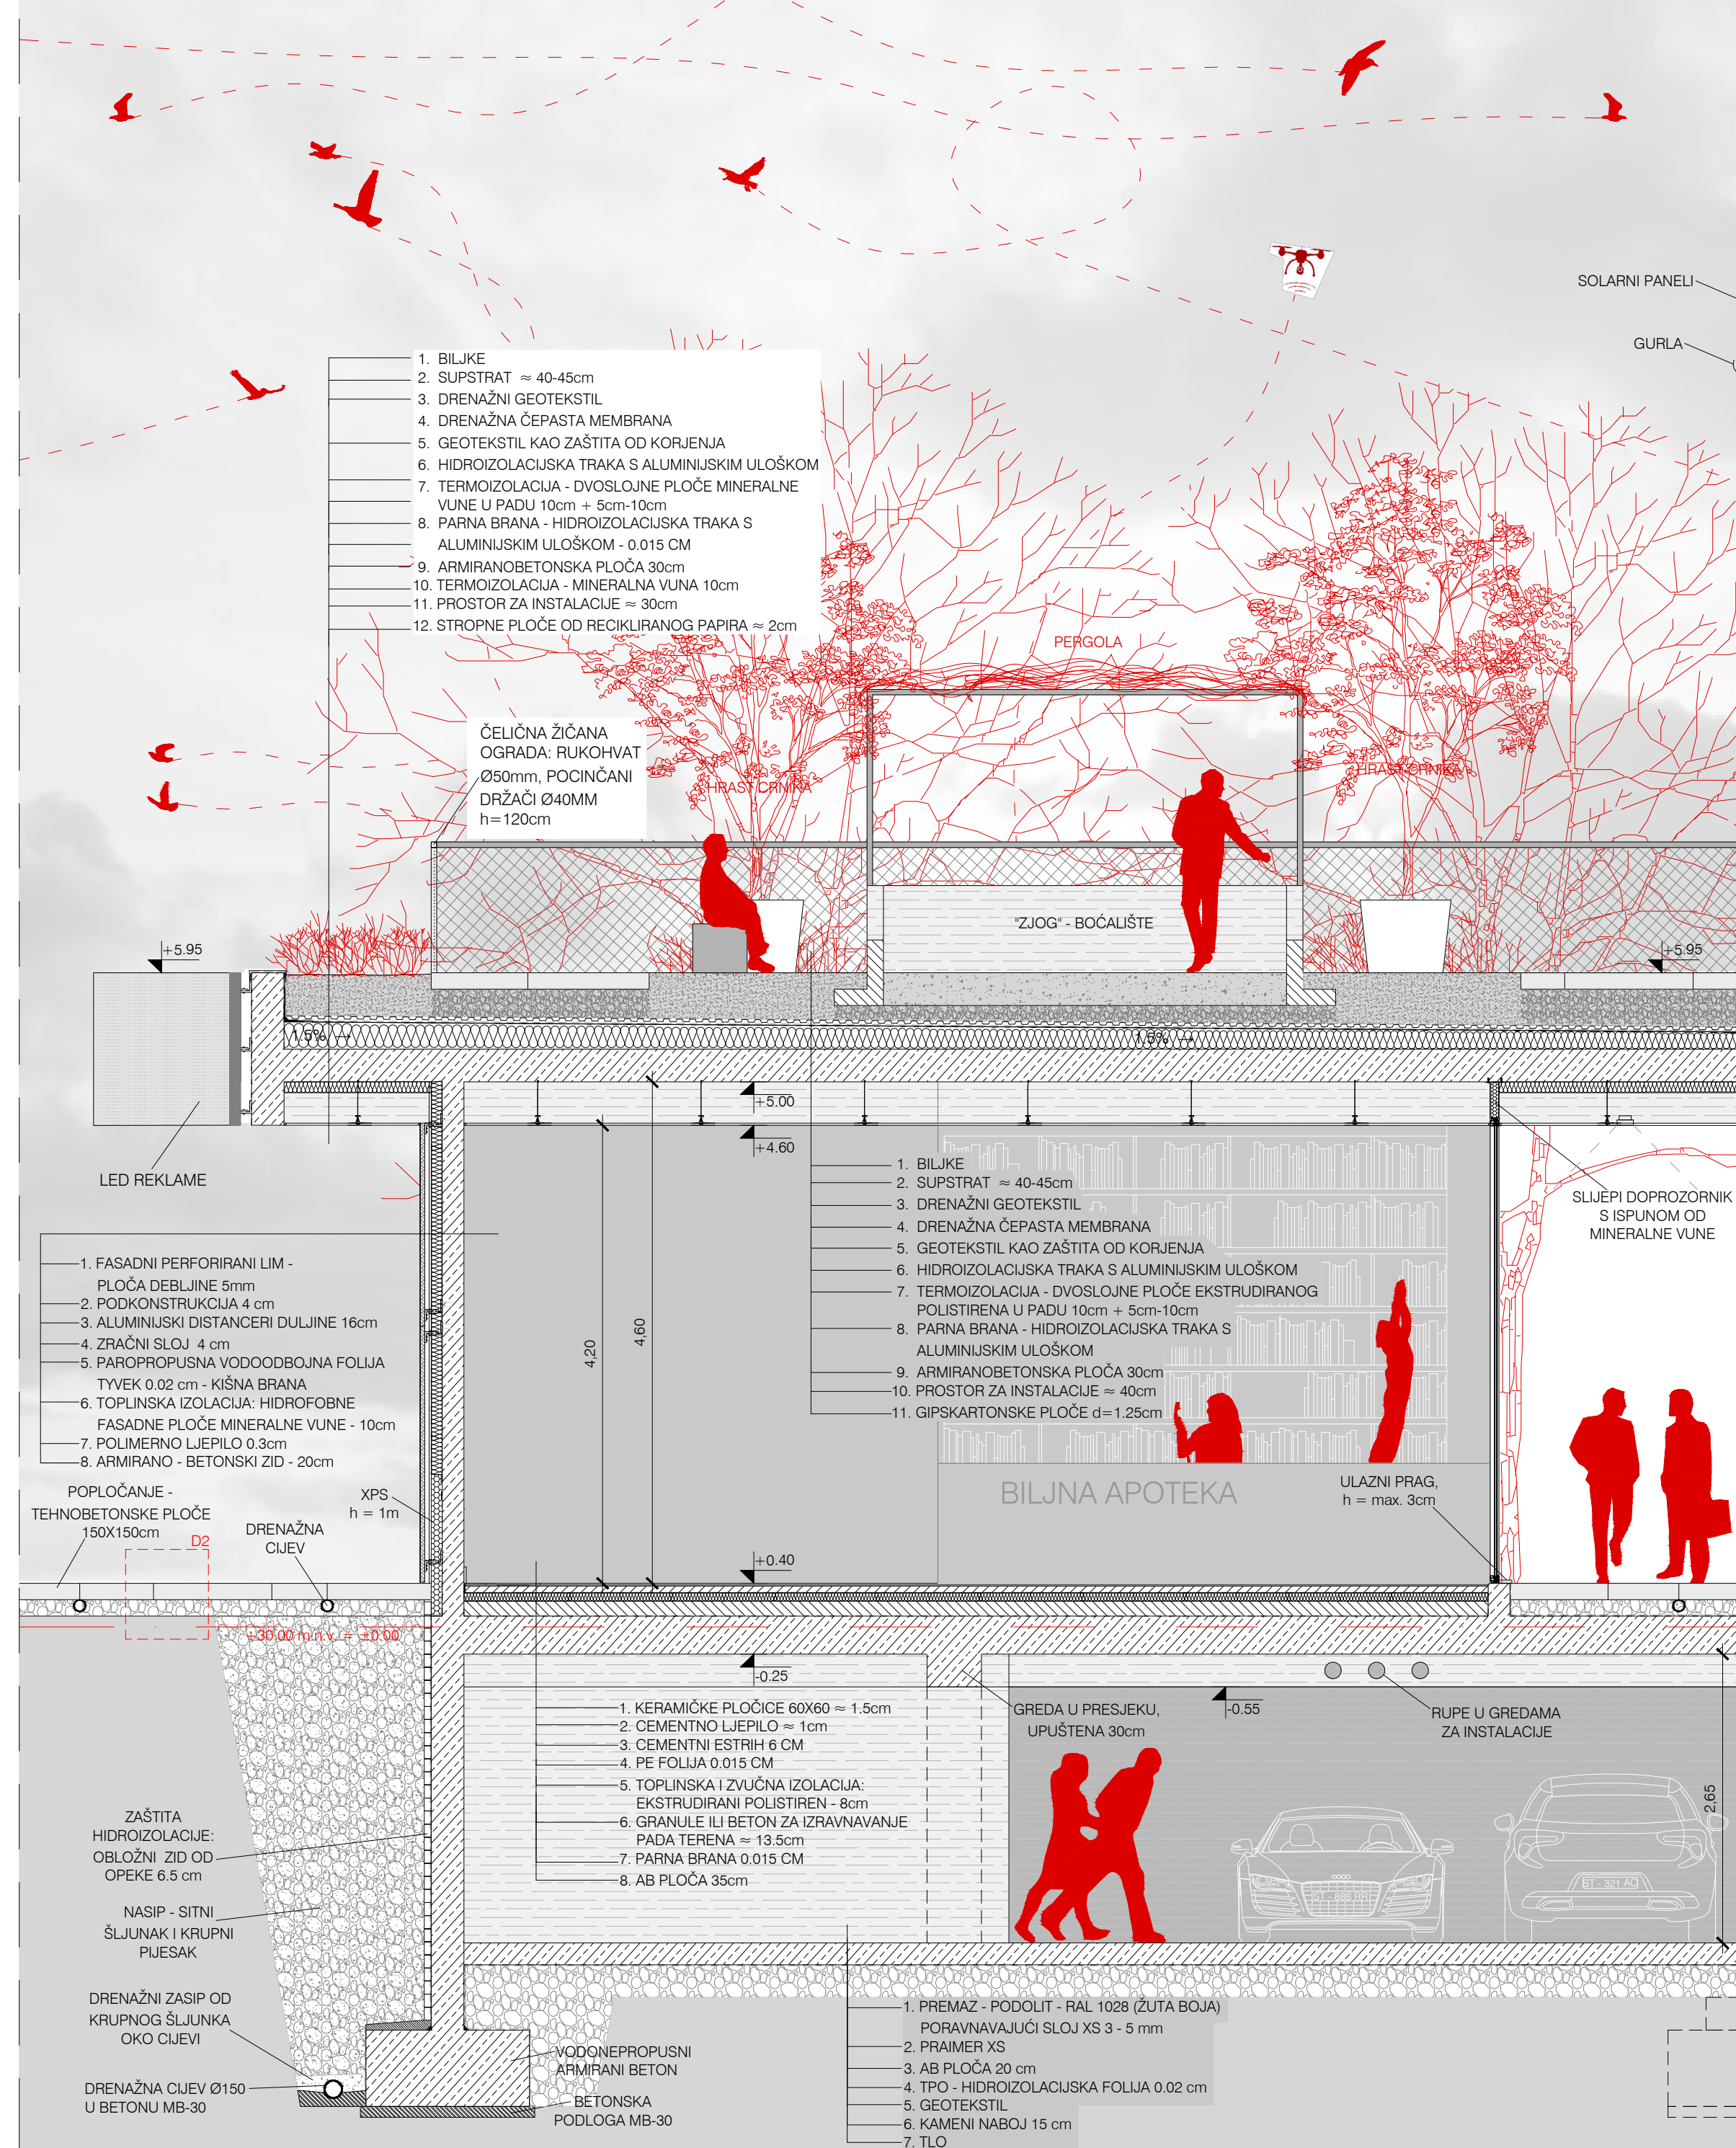 SOLARNI PANELI
GURLA
1. BILJKE
2. SUPSTRAT ≈ 40-45cm
3. DRENAŽNI GEOTEKSTIL
4. DRENAŽNA ČEPASTA MEMBRANA
5. GEOTEKSTIL KAO ZAŠTITA OD KORJENJA
6. HIDROIZOLACIJSKA TRAKA S ALUMINIJSKIM ULOŠKOM
7. TERMOIZOLACIJA - DVOSLOJNE PLOČE MINERALNE
VUNE U PADU 10cm + 5cm-10cm
8. PARNA BRANA - HIDROIZOLACIJSKA TRAKA S
ALUMINIJSKIM ULOŠKOM - 0.015 CM
9. ARMIRANOBETONSKA PLOČA 30cm
10. TERMOIZOLACIJA - MINERALNA VUNA 10cm
11. PROSTOR ZA INSTALACIJE ≈ 30cm
12. STROPNE PLOČE OD RECIKLIRANOG PAPIRA ≈ 2cm
PERGOLA
ČELIČNA ŽIČANA
OGRADA: RUKOHVAT
Ø50mm, POCINČANI
DRŽAČI Ø40MM
h=120cm
HRAST CRNIKA
HRAST CRNIKA
"ZJOG" - BOĆALIŠTE
+5.95
+5.95
1.5% →
1.5% →
+5.00
+4.60
LED REKLAME
1. BILJKE
2. SUPSTRAT ≈ 40-45cm
3. DRENAŽNI GEOTEKSTIL
4. DRENAŽNA ČEPASTA MEMBRANA
5. GEOTEKSTIL KAO ZAŠTITA OD KORJENJA
6. HIDROIZOLACIJSKA TRAKA S ALUMINIJSKIM ULOŠKOM
7. TERMOIZOLACIJA - DVOSLOJNE PLOČE EKSTRUDIRANOG
POLISTIRENA U PADU 10cm + 5cm-10cm
8. PARNA BRANA - HIDROIZOLACIJSKA TRAKA S
ALUMINIJSKIM ULOŠKOM
9. ARMIRANOBETONSKA PLOČA 30cm
10. PROSTOR ZA INSTALACIJE ≈ 40cm
11. GIPSKARTONSKE PLOČE d=1.25cm
SLIJEPI DOPROZORNIK
S ISPUNOM OD
MINERALNE VUNE
1. FASADNI PERFORIRANI LIM -
PLOČA DEBLJINE 5mm
2. PODKONSTRUKCIJA 4 cm
3. ALUMINIJSKI DISTANCERI DULJINE 16cm
4. ZRAČNI SLOJ 4 cm
5. PAROPROPUSNA VODOODBOJNA FOLIJA
TYVEK 0.02 cm - KIŠNA BRANA
6. TOPLINSKA IZOLACIJA: HIDROFOBNE
FASADNE PLOČE MINERALNE VUNE - 10cm
7. POLIMERNO LJEPILO 0.3cm
8. ARMIRANO - BETONSKI ZID - 20cm
4,20
4,60
BILJNA APOTEKA
ULAZNI PRAG,
h = max. 3cm
POPLOČANJE -
TEHNOBETONSKE PLOČE
150X150cm
XPS
h = 1m
DRENAŽNA
CIJEV
D2
+0.40
+30.00 m.n.v. = ±0.00
-0.25
-0.55
1. KERAMIČKE PLOČICE 60X60 ≈ 1.5cm
2. CEMENTNO LJEPILO ≈ 1cm
3. CEMENTNI ESTRIH 6 CM
4. PE FOLIJA 0.015 CM
5. TOPLINSKA I ZVUČNA IZOLACIJA:
EKSTRUDIRANI POLISTIREN - 8cm
6. GRANULE ILI BETON ZA IZRAVNAVANJE
PADA TERENA ≈ 13.5cm
7. PARNA BRANA 0.015 CM
8. AB PLOČA 35cm
GREDA U PRESJEKU,
UPUŠTENA 30cm
RUPE U GREDAMA
ZA INSTALACIJE
2,65
ST - 888 RR
ST - 321 AC
ZAŠTITA
HIDROIZOLACIJE:
OBLOŽNI ZID OD
OPEKE 6.5 cm
NASIP - SITNI
ŠLJUNAK I KRUPNI
PIJESAK
DRENAŽNI ZASIP OD
KRUPNOG ŠLJUNKA
OKO CIJEVI
DRENAŽNA CIJEV Ø150
U BETONU MB-30
VODONEPROPUSNI
ARMIRANI BETON
BETONSKA
PODLOGA MB-30
1. PREMAZ - PODOLIT - RAL 1028 (ŽUTA BOJA)
PORAVNAVAJUĆI SLOJ XS 3 - 5 mm
2. PRAIMER XS
3. AB PLOČA 20 cm
4. TPO - HIDROIZOLACIJSKA FOLIJA 0.02 cm
5. GEOTEKSTIL
6. KAMENI NABOJ 15 cm
7. TLO